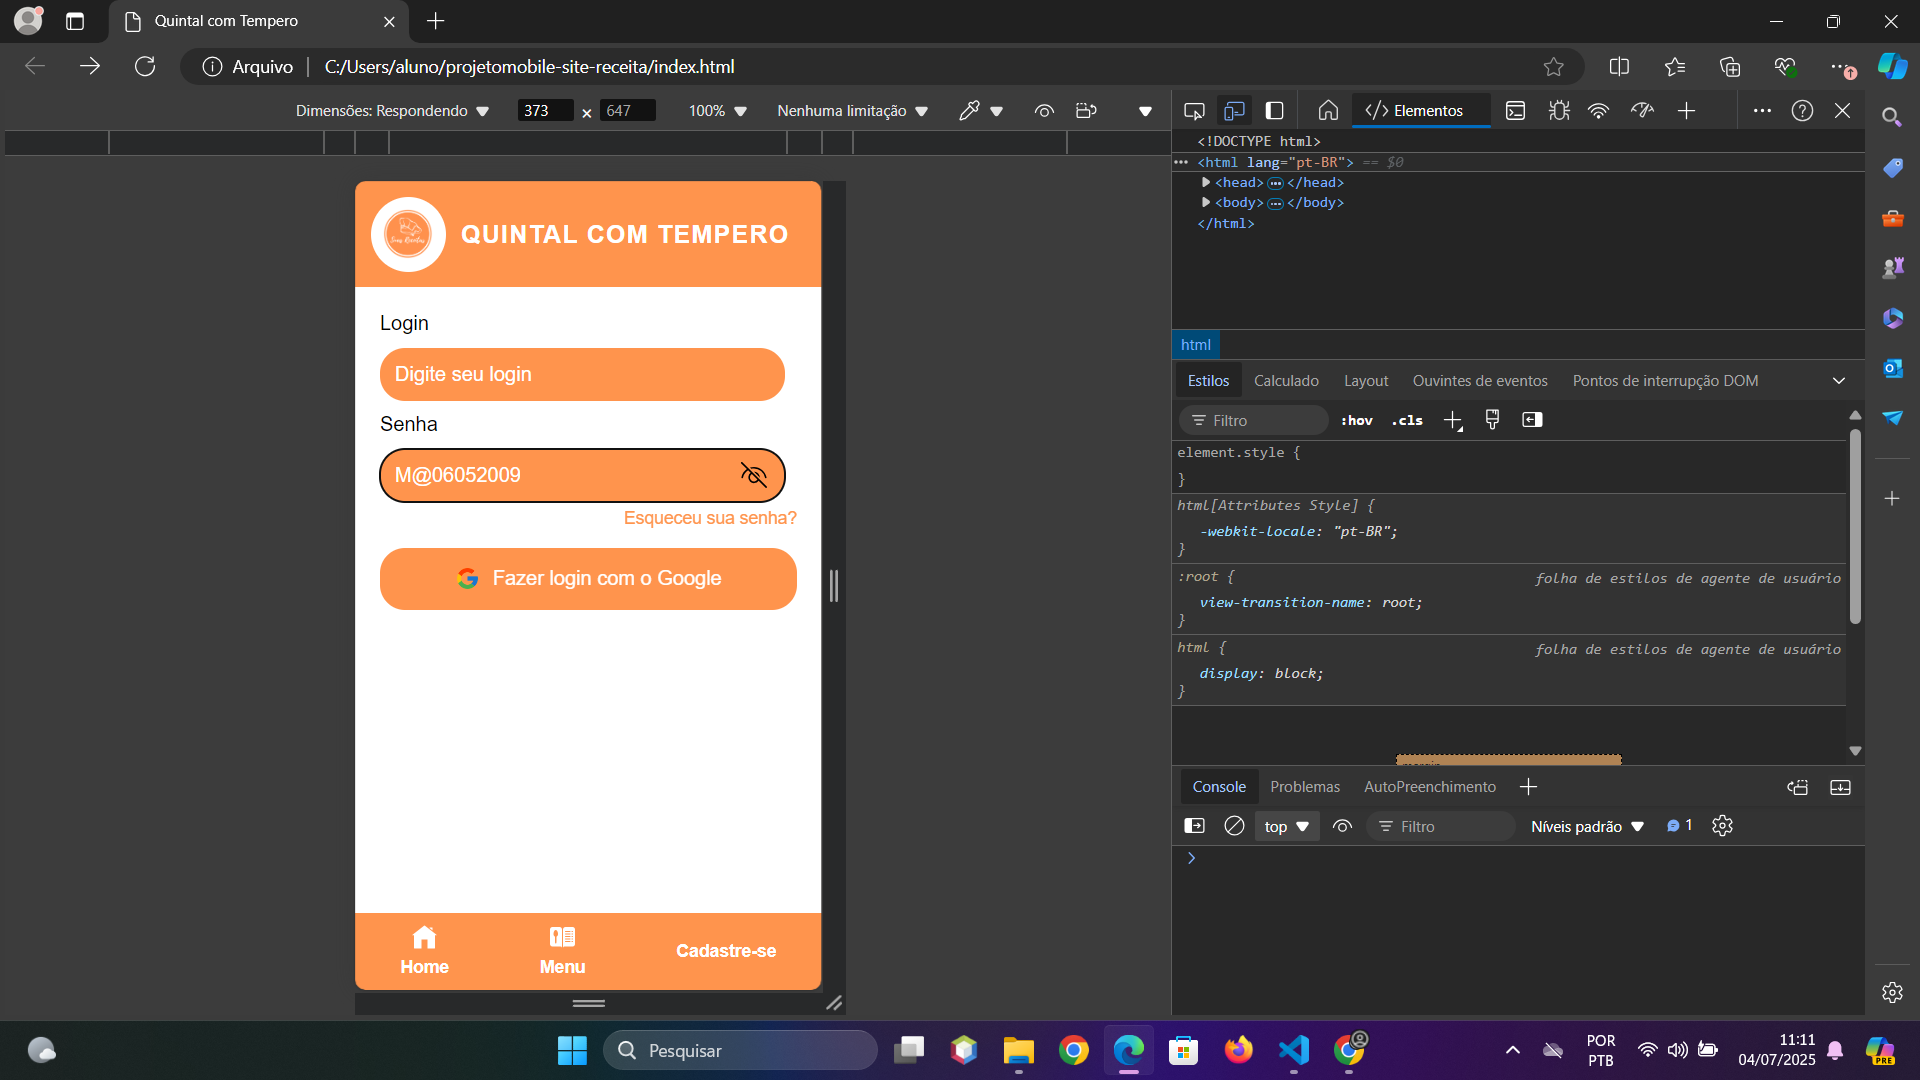 Quintal com Tempero
Arquivo
C:/Users/aluno/projetomobile-site-receita/index.html
Dimensões: Respondendo
373 × 647
100%
Nenhuma limitação
Elementos
<!DOCTYPE html>
<html lang="pt-BR"> == $0
<head> </head>
<body> </body>
</html>
QUINTAL COM TEMPERO
Login
Digite seu login
Senha
M@06052009
Esqueceu sua senha?
Fazer login com o Google
Home
Menu
Cadastre-se
html
Estilos Calculado Layout Ouvintes de eventos Pontos de interrupção DOM
Filtro
:hov .cls
element.style {
}
html[Attributes Style] {
-webkit-locale: "pt-BR";
}
:root {
folha de estilos de agente de usuário
view-transition-name: root;
}
html {
folha de estilos de agente de usuário
display: block;
}
Console Problemas AutoPreenchimento
top
Filtro
Níveis padrão
1
Pesquisar
POR
PTB
11:11
04/07/2025
PRE